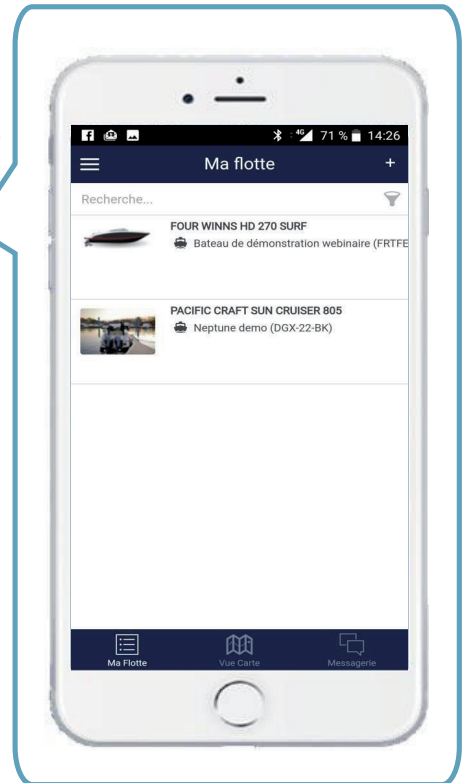 4G 71 % 14:26
Ma flotte +
Recherche...
FOUR WINNS HD 270 SURF
Bateau de démonstration webinaire (FRTFE
PACIFIC CRAFT SUN CRUISER 805
Neptune demo (DGX-22-BK)
Ma Flotte Vue Carte Messagerie